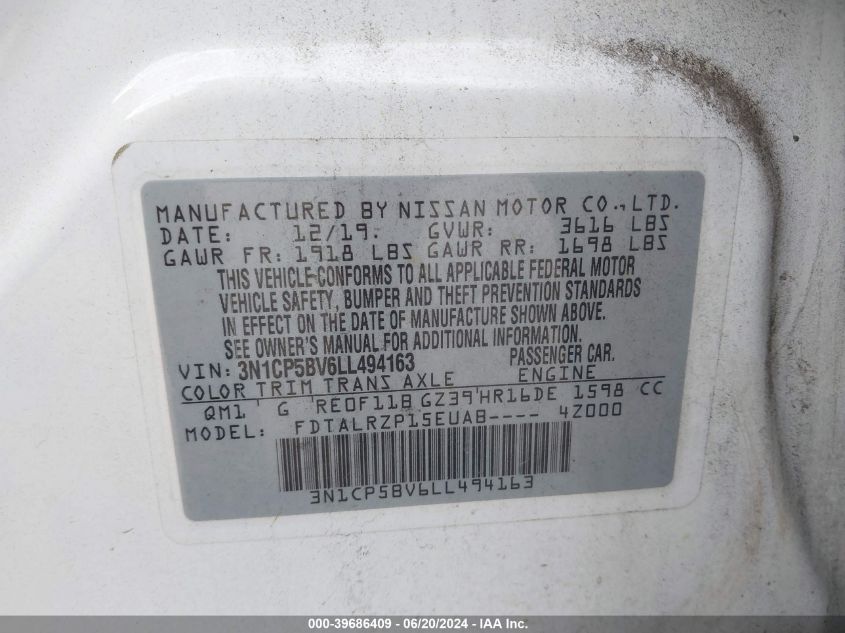 MANUFACTURED BY NISSAN MOTOR CO., LTD.
DATE: 12/19. GVWR: 3616 LBS
GAWR FR: 1918 LBS GAWR RR: 1698 LBS
THIS VEHICLE CONFORMS TO ALL APPLICABLE FEDERAL MOTOR
VEHICLE SAFETY, BUMPER AND THEFT PREVENTION STANDARDS
IN EFFECT ON THE DATE OF MANUFACTURE SHOWN ABOVE.
SEE OWNER'S MANUAL FOR ADDITIONAL INFORMATION.
VIN: 3N1CP5BV6LL494163 PASSENGER CAR.
COLOR TRIM TRANS AXLE ENGINE
QM1 G RE0F11B GZ39 HR16DE 1598 CC
MODEL: FDTALRZP15EUAB---- 4Z000
3N1CP5BV6LL494163
000-39686409 - 06/20/2024 - IAA Inc.